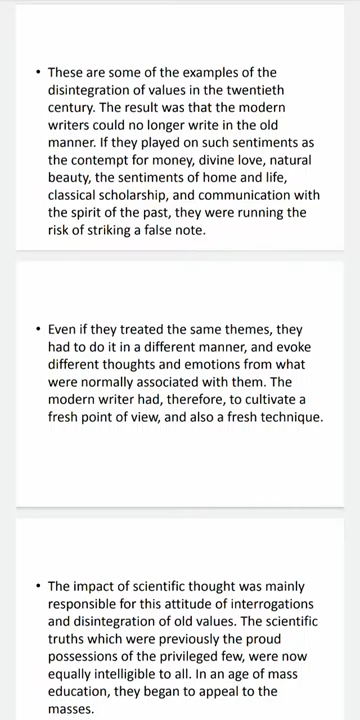 • These are some of the examples of the
disintegration of values in the twentieth
century. The result was that the modern
writers could no longer write in the old
manner. If they played on such sentiments as
the contempt for money, divine love, natural
beauty, the sentiments of home and life,
classical scholarship, and communication with
the spirit of the past, they were running the
risk of striking a false note.
• Even if they treated the same themes, they
had to do it in a different manner, and evoke
different thoughts and emotions from what
were normally associated with them. The
modern writer had, therefore, to cultivate a
fresh point of view, and also a fresh technique.
• The impact of scientific thought was mainly
responsible for this attitude of interrogations
and disintegration of old values. The scientific
truths which were previously the proud
possessions of the privileged few, were now
equally intelligible to all. In an age of mass
education, they began to appeal to the
masses.